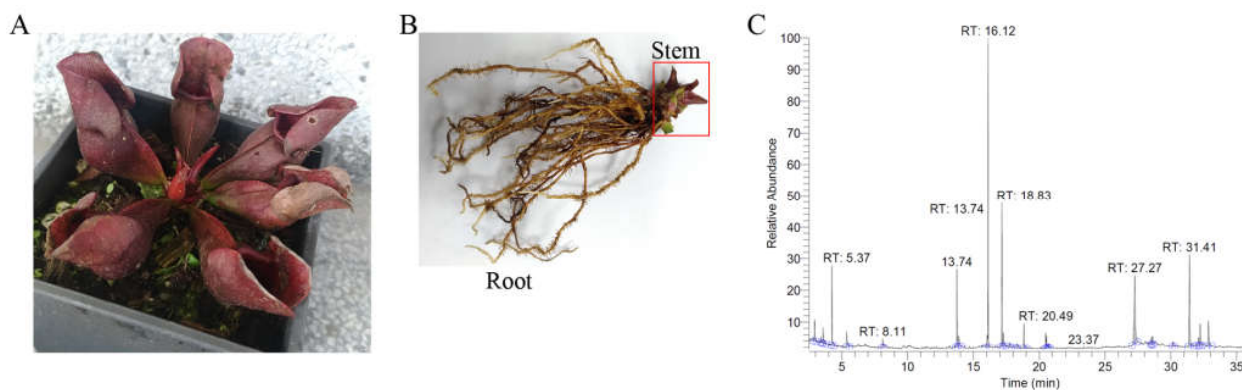 A
B
C
Stem
Root
RT: 16.12
RT: 13.74
RT: 18.83
RT: 5.37
13.74
RT: 27.27
RT: 31.41
RT: 8.11
RT: 20.49
23.37
Relative Abundance
100
90
80
70
60
50
40
30
20
10
5
10
15
20
25
30
35
Time (min)